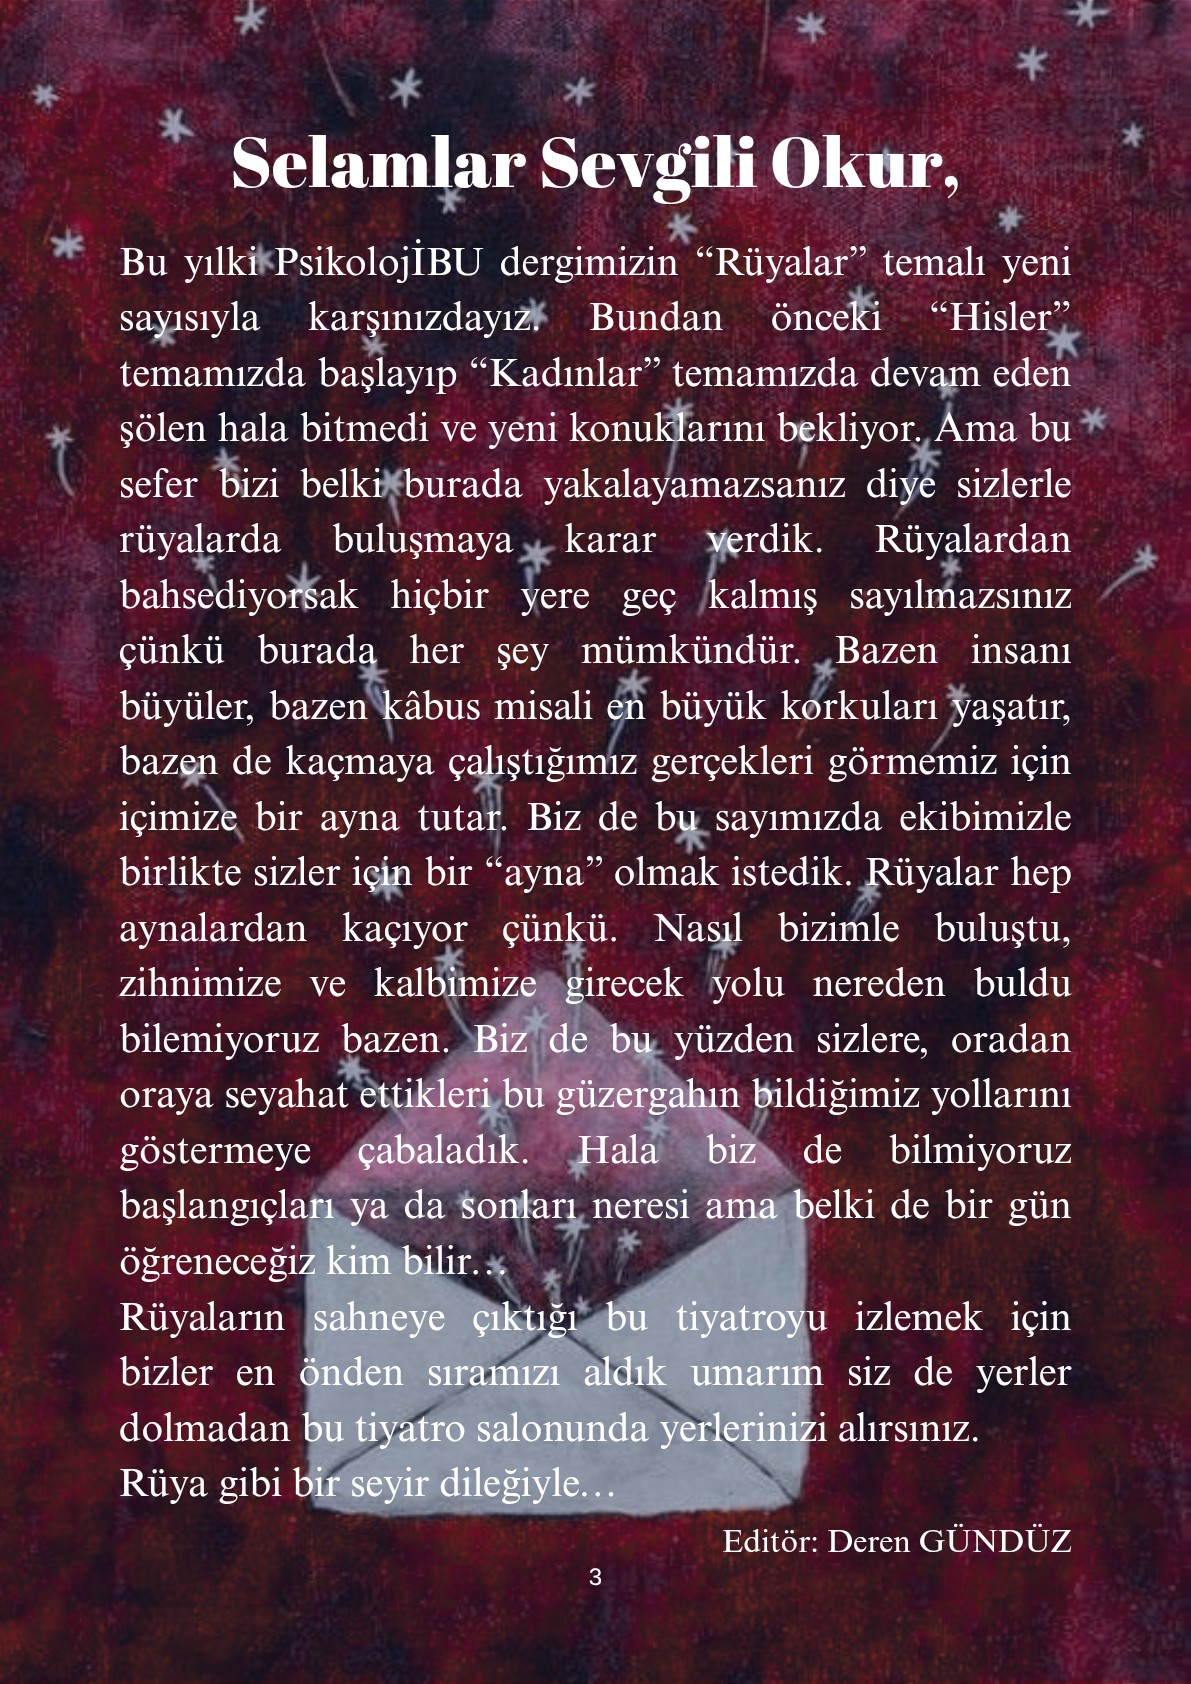 Selamlar Sevgili Okur,
Bu yılki PsikolojİBU dergimizin “Rüyalar” temalı yeni
sayısıyla karşınızdayız. Bundan önceki “Hisler”
temamızda başlayıp “Kadınlar” temamızda devam eden
şölen hala bitmedi ve yeni konuklarını bekliyor. Ama bu
sefer bizi belki burada yakalayamazsanız diye sizlerle
rüyalarda buluşmaya karar verdik. Rüyalardan
bahsediyorsak hiçbir yere geç kalmış sayılmazsınız
çünkü burada her şey mümkündür. Bazen insanı
büyüler, bazen kâbus misali en büyük korkuları yaşatır,
bazen de kaçmaya çalıştığımız gerçekleri görmemiz için
içimize bir ayna tutar. Biz de bu sayımızda ekibimizle
birlikte sizler için bir “ayna” olmak istedik. Rüyalar hep
aynalardan kaçıyor çünkü. Nasıl bizimle buluştu,
zihnimize ve kalbimize girecek yolu nereden buldu
bilemiyoruz bazen. Biz de bu yüzden sizlere, oradan
oraya seyahat ettikleri bu güzergahın bildiğimiz yollarını
göstermeye çabaladık. Hala biz de bilmiyoruz
başlangıçları ya da sonları neresi ama belki de bir gün
öğreneceğiz kim bilir…
Rüyaların sahneye çıktığı bu tiyatroyu izlemek için
bizler en önden sıramızı aldık umarım siz de yerler
dolmadan bu tiyatro salonunda yerlerinizi alırsınız.
Rüya gibi bir seyir dileğiyle…
Editör: Deren GÜNDÜZ
3